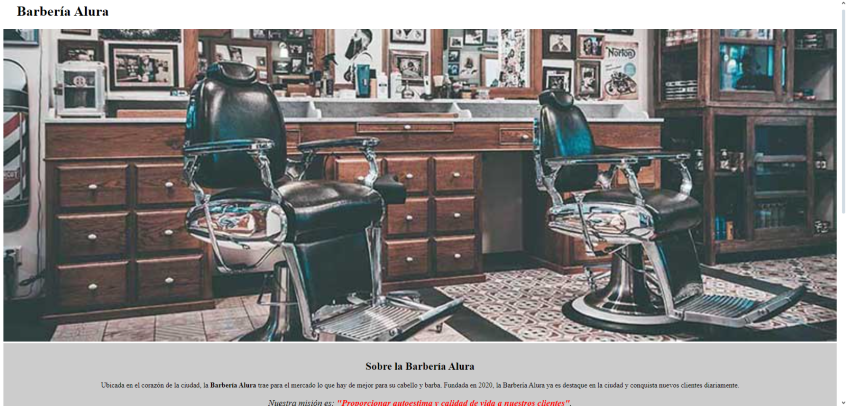 Barbería Alura
Norton
Sobre la Barbería Alura
Ubicada en el corazón de la ciudad, la Barbería Alura trae para el mercado lo que hay de mejor para su cabello y barba. Fundada en 2020, la Barbería Alura ya es destaque en la ciudad y conquista nuevos clientes diariamente.
Nuestra misión es: "Proporcionar autoestima y calidad de vida a nuestros clientes".